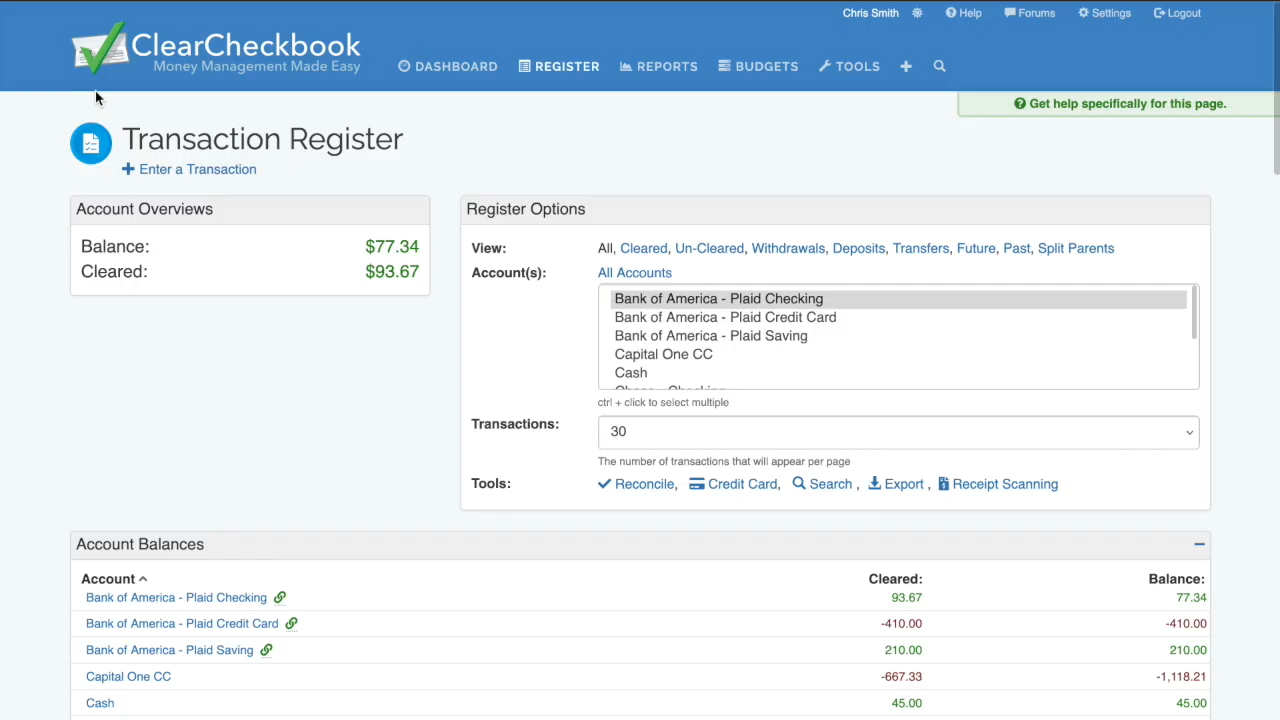 Chris Smith Help Forums Settings Logout
ClearCheckbook
Money Management Made Easy
DASHBOARD REGISTER REPORTS BUDGETS TOOLS
Get help specifically for this page.
Transaction Register
Enter a Transaction
Account Overviews
Balance: $77.34
Cleared: $93.67
Register Options
View: All, Cleared, Un-Cleared, Withdrawals, Deposits, Transfers, Future, Past, Split Parents
Account(s): All Accounts
Bank of America - Plaid Checking
Bank of America - Plaid Credit Card
Bank of America - Plaid Saving
Capital One CC
Cash
ctrl + click to select multiple
Transactions: 30
The number of transactions that will appear per page
Tools: Reconcile, Credit Card, Search , Export , Receipt Scanning
Account Balances
Account Cleared: Balance:
Bank of America - Plaid Checking 93.67 77.34
Bank of America - Plaid Credit Card -410.00 -410.00
Bank of America - Plaid Saving 210.00 210.00
Capital One CC -667.33 -1,118.21
Cash 45.00 45.00